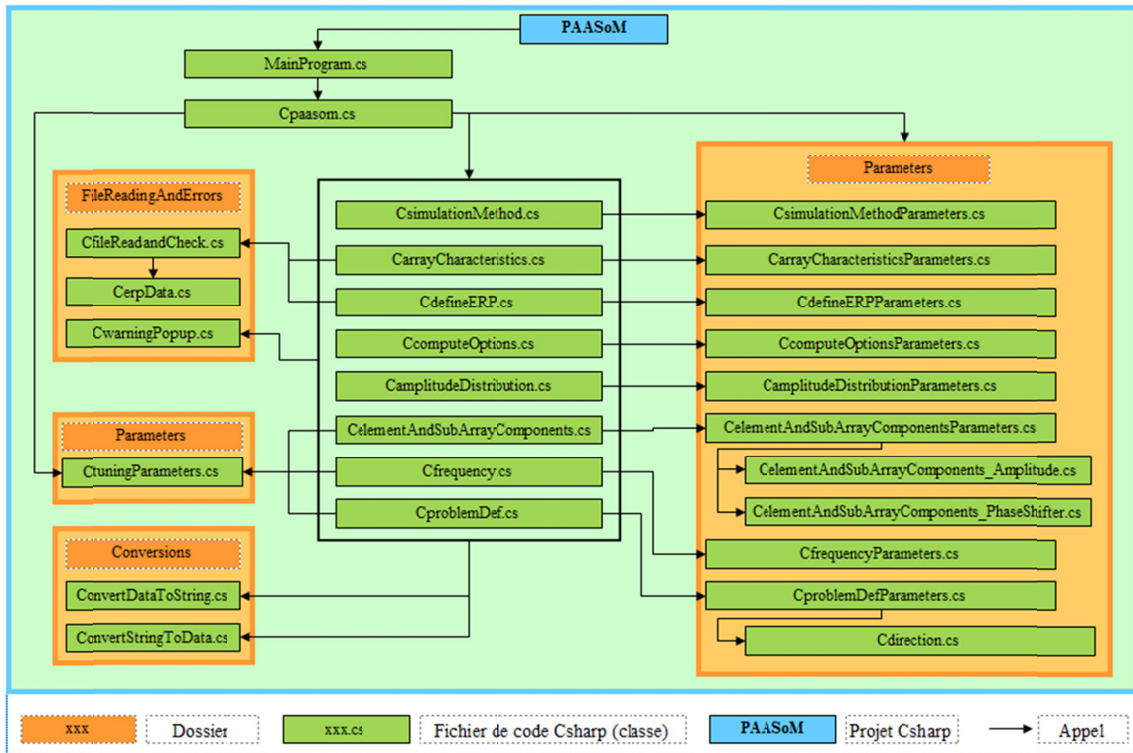 PAASoM
MainProgram.cs
Cpaasom.cs
FileReadingAndErrors
CfileReadandCheck.cs
CerpData.cs
CwarningPopup.cs
Parameters
CtuningParameters.cs
Conversions
ConvertDataToString.cs
ConvertStringToData.cs
CsimulationMethod.cs
CarrayCharacteristics.cs
CdefineERP.cs
CcomputeOptions.cs
CamplitudeDistribution.cs
CelementAndSubArrayComponents.cs
Cfrequency.cs
CproblemDef.cs
Parameters
CsimulationMethodParameters.cs
CarrayCharacteristicsParameters.cs
CdefineERPParameters.cs
CcomputeOptionsParameters.cs
CamplitudeDistributionParameters.cs
CelementAndSubArrayComponentsParameters.cs
CelementAndSubArrayComponents_Amplitude.cs
CelementAndSubArrayComponents_PhaseShifter.cs
CfrequencyParameters.cs
CproblemDefParameters.cs
Cdirection.cs
xxx
Dossier
xxx.cs
Fichier de code Csharp (classe)
PAASoM
Projet Csharp
Appel